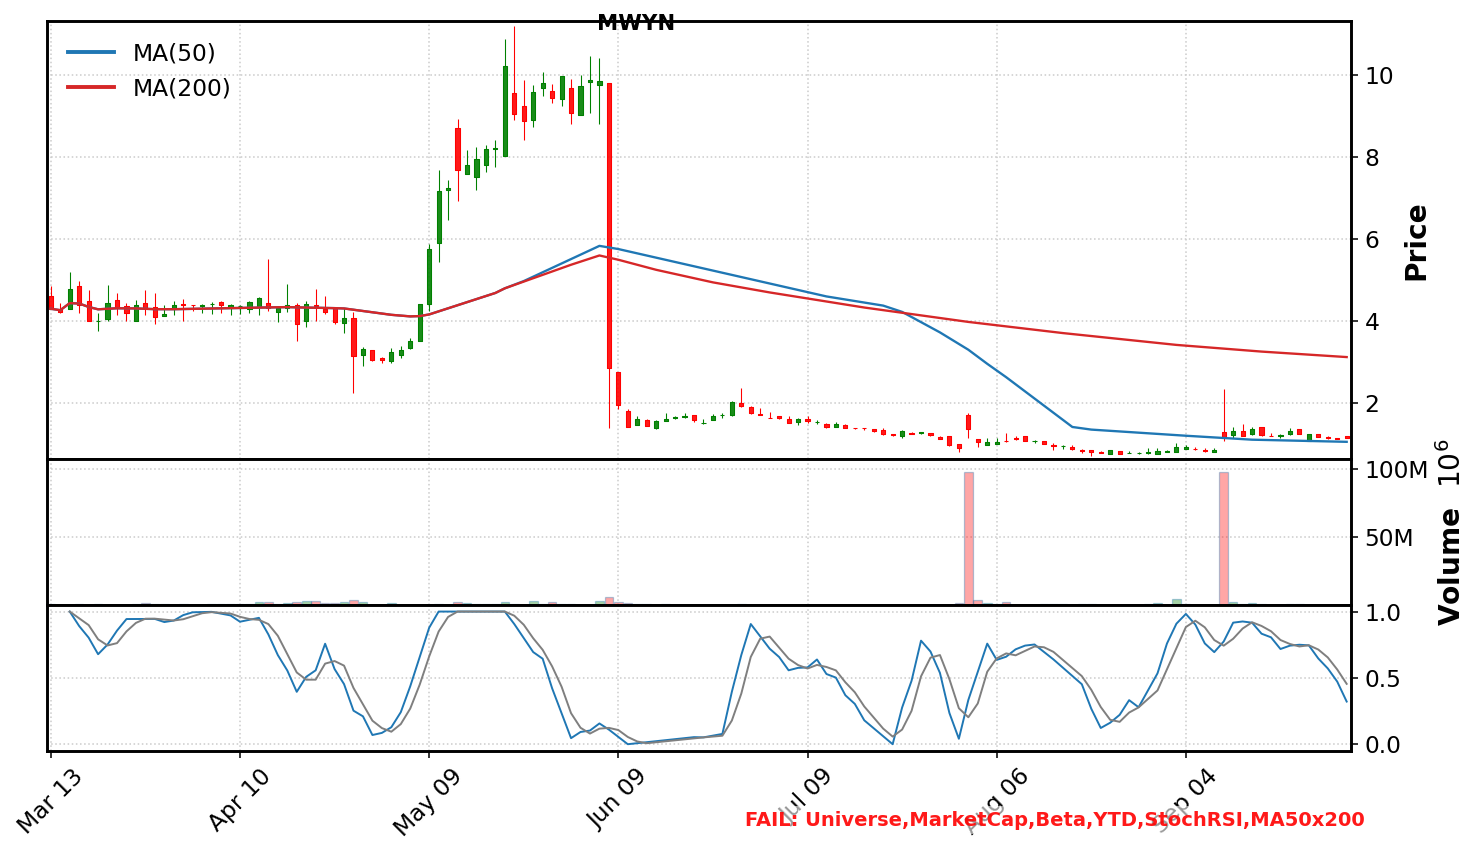 MWYN
MA(50)
MA(200)
10
8
6
4
2
Price
100M
50M
Volume 10^6
1.0
0.5
0.0
Mar 13
Apr 10
May 09
Jun 09
Jul 09
Aug 06
Sep 04
FAIL: Universe,MarketCap,Beta,YTD,StochRSI,MA50x200